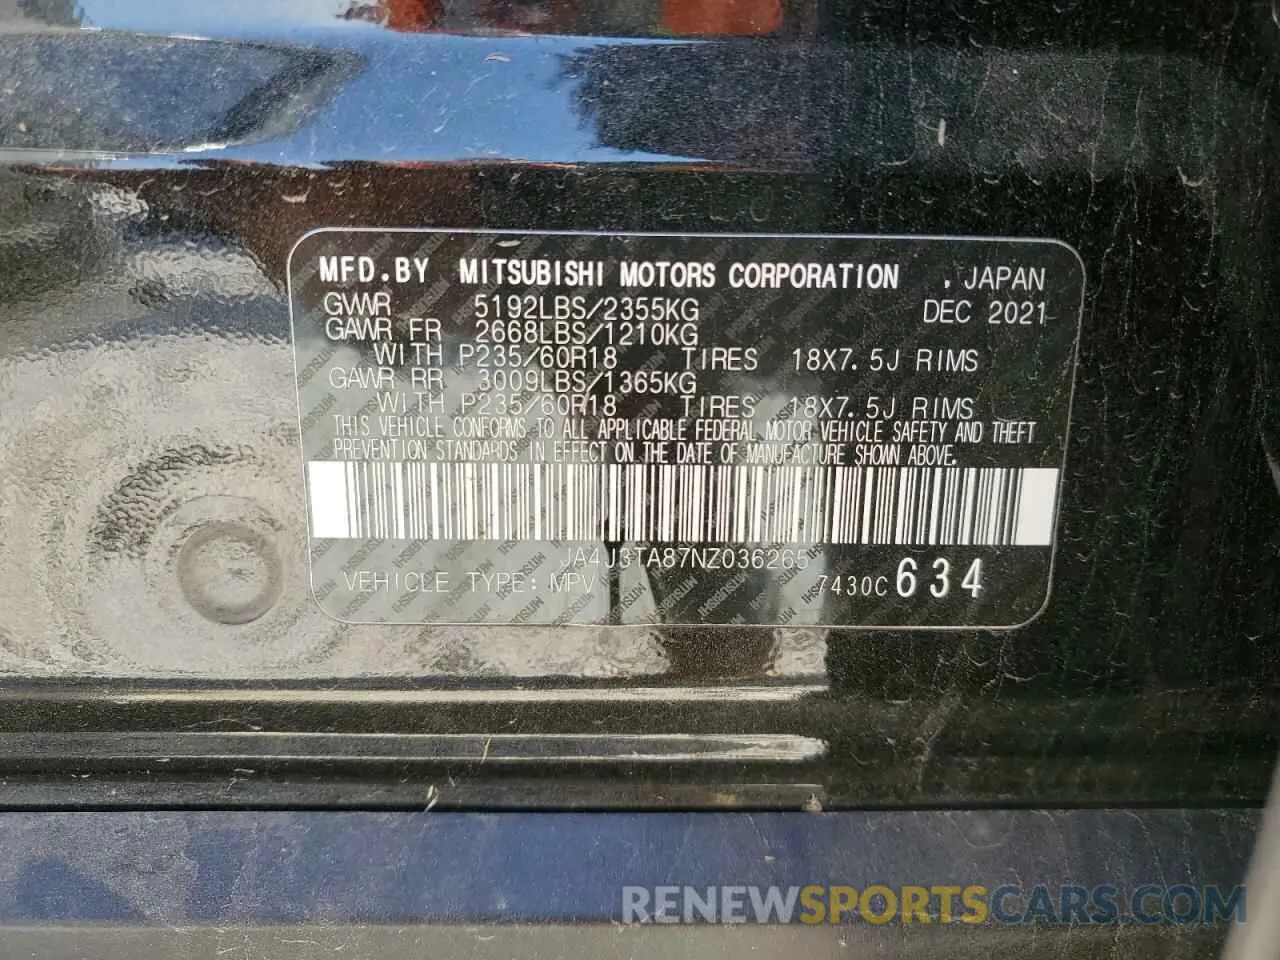 MFD.BY MITSUBISHI MOTORS CORPORATION , JAPAN
GVWR 5192LBS/2355KG DEC 2021
GAWR FR 2668LBS/1210KG
WITH P235/60R18 TIRES 18X7.5J RIMS
GAWR RR 3009LBS/1365KG
WITH P235/60R18 TIRES 18X7.5J RIMS
THIS VEHICLE CONFORMS TO ALL APPLICABLE FEDERAL MOTOR VEHICLE SAFETY AND THEFT
PREVENTION STANDARDS IN EFFECT ON THE DATE OF MANUFACTURE SHOWN ABOVE.
JA4J3TA87NZ036265
VEHICLE TYPE: MPV 7430C 634
RENEWSPORTSCARS.COM